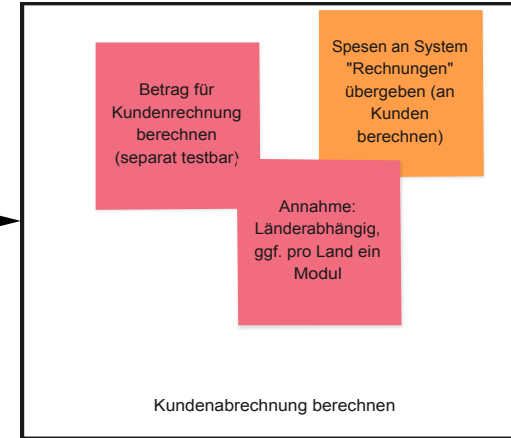 Spesen an System
"Rechnungen"
übergeben (an
Kunden
berechnen)
Betrag für
Kundenrechnung
berechnen
(separat testbar)
Annahme:
Länderabhängig,
ggf. pro Land ein
Modul
Kundenabrechnung berechnen